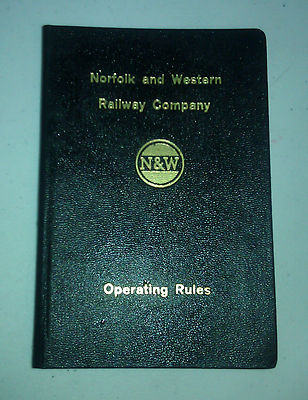 Norfolk and Western
Railway Company
N&W
Operating Rules